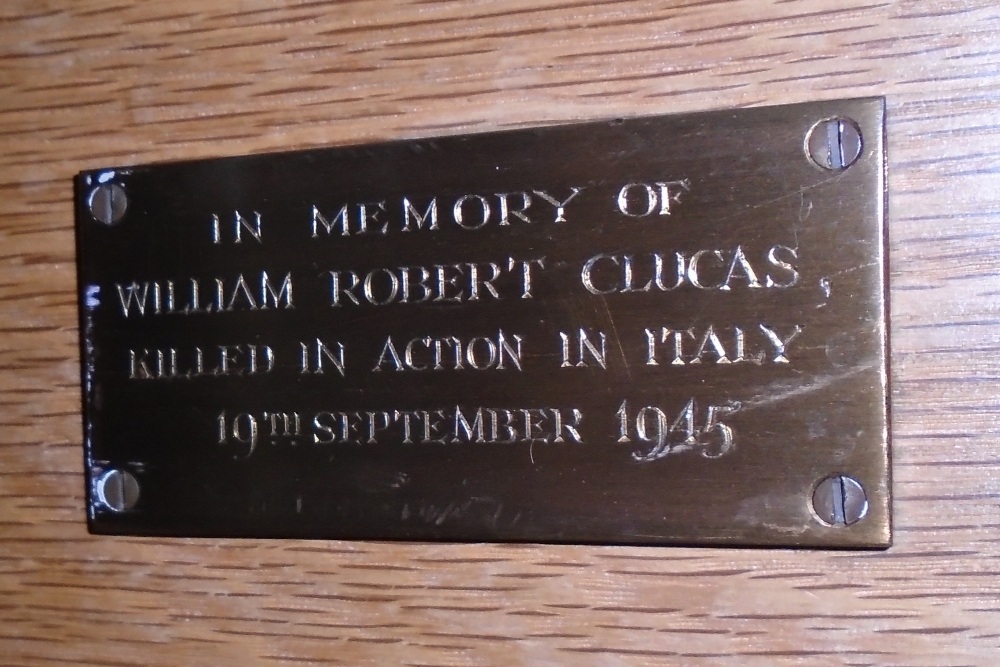 IN MEMORY OF
WILLIAM ROBERT CLUCAS,
KILLED IN ACTION IN ITALY
19TH SEPTEMBER 1945